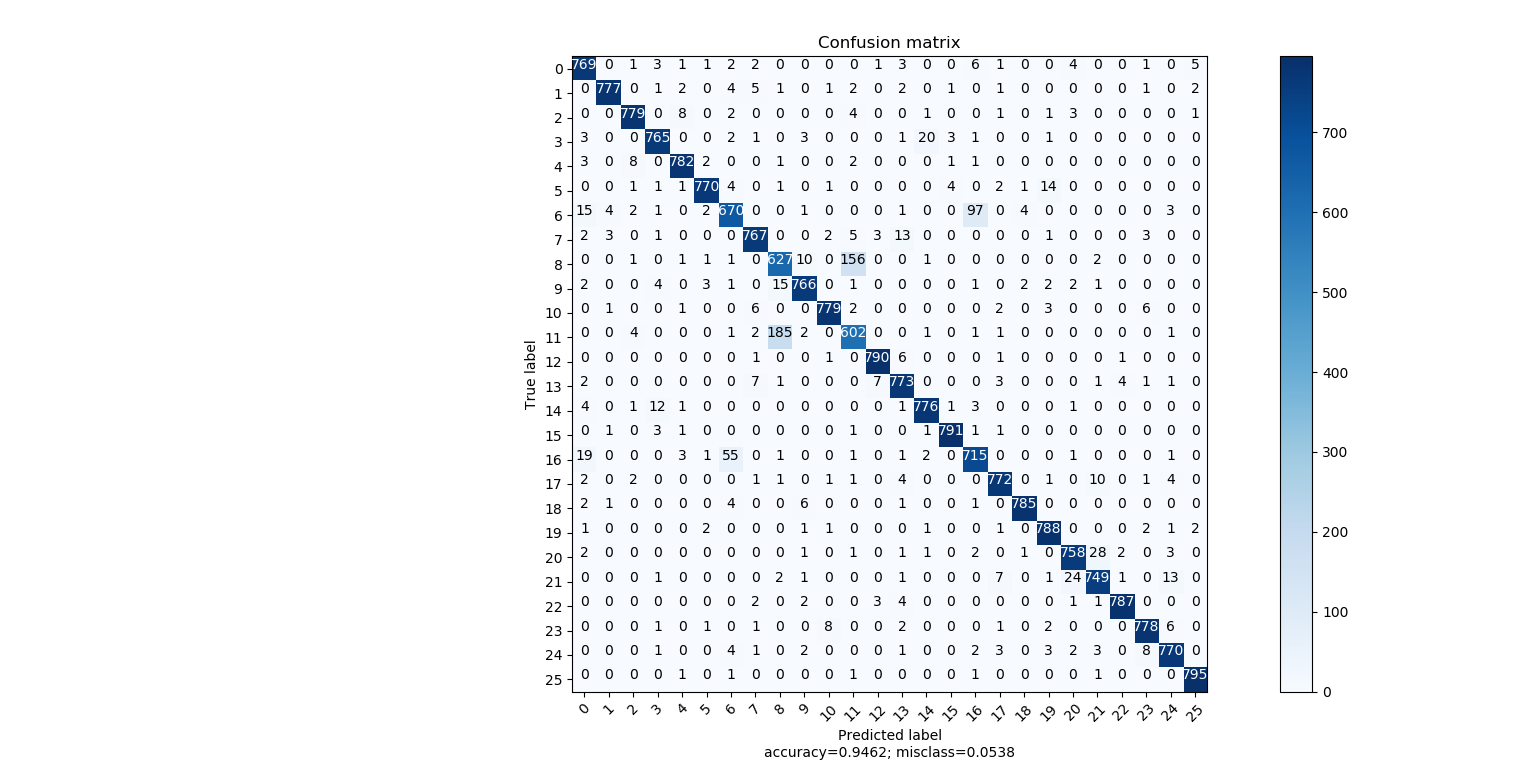 Confusion matrix
0 769 0 1 3 1 1 2 2 0 0 0 0 1 3 0 0 6 1 0 0 4 0 0 1 0 5
1 0 777 0 1 2 0 4 5 1 0 1 2 0 2 0 1 0 1 0 0 0 0 0 1 0 2
2 0 0 779 0 8 0 2 0 0 0 0 4 0 0 1 0 0 1 0 1 3 0 0 0 0 1
3 3 0 0 765 0 0 2 1 0 3 0 0 0 1 20 3 1 0 0 1 0 0 0 0 0 0
4 3 0 8 0 782 2 0 0 1 0 0 2 0 0 0 1 1 0 0 0 0 0 0 0 0 0
5 0 0 1 1 1 770 4 0 1 0 1 0 0 0 0 4 0 2 1 14 0 0 0 0 0 0
6 15 4 2 1 0 2 670 0 0 1 0 0 0 1 0 0 97 0 4 0 0 0 0 0 3 0
7 2 3 0 1 0 0 0 767 0 0 2 5 3 13 0 0 0 0 0 1 0 0 0 3 0 0
8 0 0 1 0 1 1 1 0 627 10 0 156 0 0 1 0 0 0 0 0 0 2 0 0 0 0
9 2 0 0 4 0 3 1 0 15 766 0 1 0 0 0 0 1 0 2 2 2 1 0 0 0 0
10 0 1 0 0 1 0 0 6 0 0 779 2 0 0 0 0 0 2 0 3 0 0 0 6 0 0
11 0 0 4 0 0 0 1 2 185 2 0 602 0 0 1 0 1 1 0 0 0 0 0 0 1 0
12 0 0 0 0 0 0 0 1 0 0 1 0 790 6 0 0 0 1 0 0 0 0 1 0 0 0
13 2 0 0 0 0 0 0 7 1 0 0 0 7 773 0 0 0 3 0 0 0 1 4 1 1 0
14 4 0 1 12 1 0 0 0 0 0 0 0 0 1 776 1 3 0 0 0 1 0 0 0 0 0
15 0 1 0 3 1 0 0 0 0 0 0 1 0 0 1 791 1 1 0 0 0 0 0 0 0 0
16 19 0 0 0 3 1 55 0 1 0 0 1 0 1 2 0 715 0 0 0 1 0 0 0 1 0
17 2 0 2 0 0 0 0 1 1 0 1 1 0 4 0 0 0 772 0 1 0 10 0 1 4 0
18 2 1 0 0 0 0 4 0 0 6 0 0 0 1 0 0 1 0 785 0 0 0 0 0 0 0
19 1 0 0 0 0 2 0 0 0 1 1 0 0 0 1 0 0 1 0 788 0 0 0 2 1 2
20 2 0 0 0 0 0 0 0 0 1 0 1 0 1 1 0 2 0 1 0 758 28 2 0 3 0
21 0 0 0 1 0 0 0 0 2 1 0 0 0 1 0 0 0 7 0 1 24 749 1 0 13 0
22 0 0 0 0 0 0 0 2 0 2 0 0 3 4 0 0 0 0 0 0 1 1 787 0 0 0
23 0 0 0 1 0 1 0 1 0 0 8 0 0 2 0 0 0 1 0 2 0 0 0 778 6 0
24 0 0 0 1 0 0 4 1 0 2 0 0 0 1 0 0 2 3 0 3 2 3 0 8 770 0
25 0 0 0 0 1 0 1 0 0 0 0 1 0 0 0 0 1 0 0 0 0 1 0 0 0 795
0 1 2 3 4 5 6 7 8 9 10 11 12 13 14 15 16 17 18 19 20 21 22 23 24 25
True label
Predicted label
accuracy=0.9462; misclass=0.0538
700
600
500
400
300
200
100
0